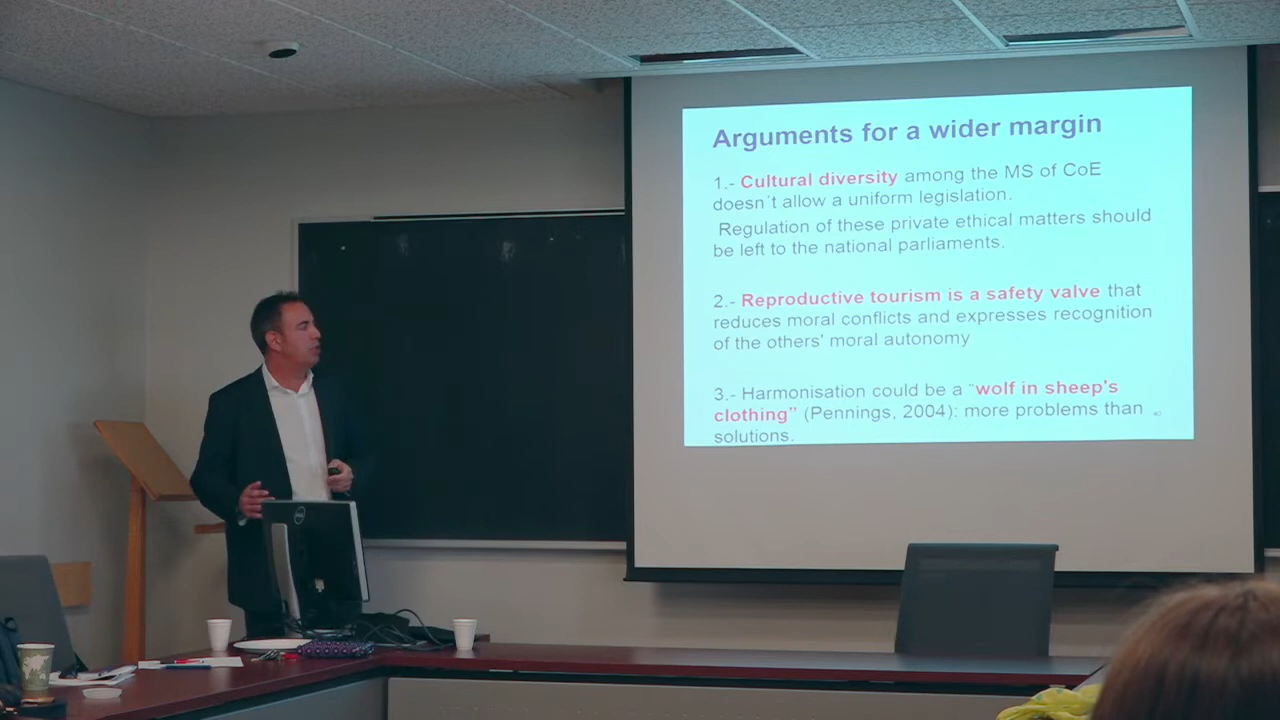 Arguments for a wider margin
1.- Cultural diversity among the MS of CoE
doesn´t allow a uniform legislation.
Regulation of these private ethical matters should
be left to the national parliaments.
2.- Reproductive tourism is a safety valve that
reduces moral conflicts and expresses recognition
of the others' moral autonomy
3.- Harmonisation could be a "wolf in sheep's
clothing" (Pennings, 2004): more problems than
solutions.
DELL